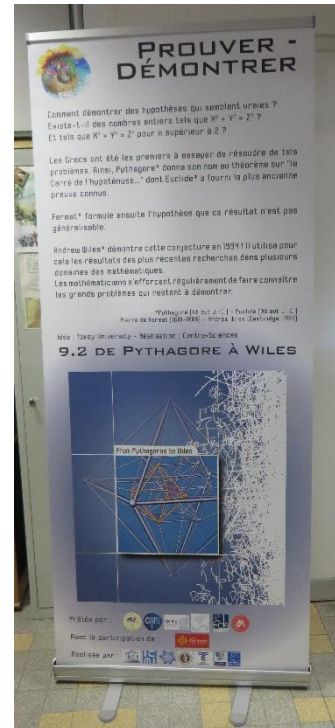 PROUVER -
DÉMONTRER
Comment démontrer des hypothèses qui semblent vraies ?
Existe-t-il des nombres entiers tels que X² + Y² = Z² ?
Et tels que Xⁿ + Yⁿ = Zⁿ pour n supérieur à 2 ?
Les Grecs ont été les premiers à essayer de résoudre de tels
problèmes. Ainsi, Pythagore* donna son nom au théorème sur "le
Carré de l'hypoténuse..." dont Euclide* a fourni la plus ancienne
preuve connue.
Fermat* formule ensuite l'hypothèse que ce résultat n'est pas
généralisable.
Andrew Wiles* démontre cette conjecture en 1994 ! Il utilisa pour
cela les résultats des plus récentes recherches dans plusieurs
domaines des mathématiques.
Les mathématiciens s'efforcent régulièrement de faire connaître
les grands problèmes qui restent à démontrer.
Idée : Tokay University - Réalisation : Centre•Sciences
9.2 DE PYTHAGORE À WILES
From Pythagoras to Wiles
Prêtée par :
Avec la participation de
Réalisée par :